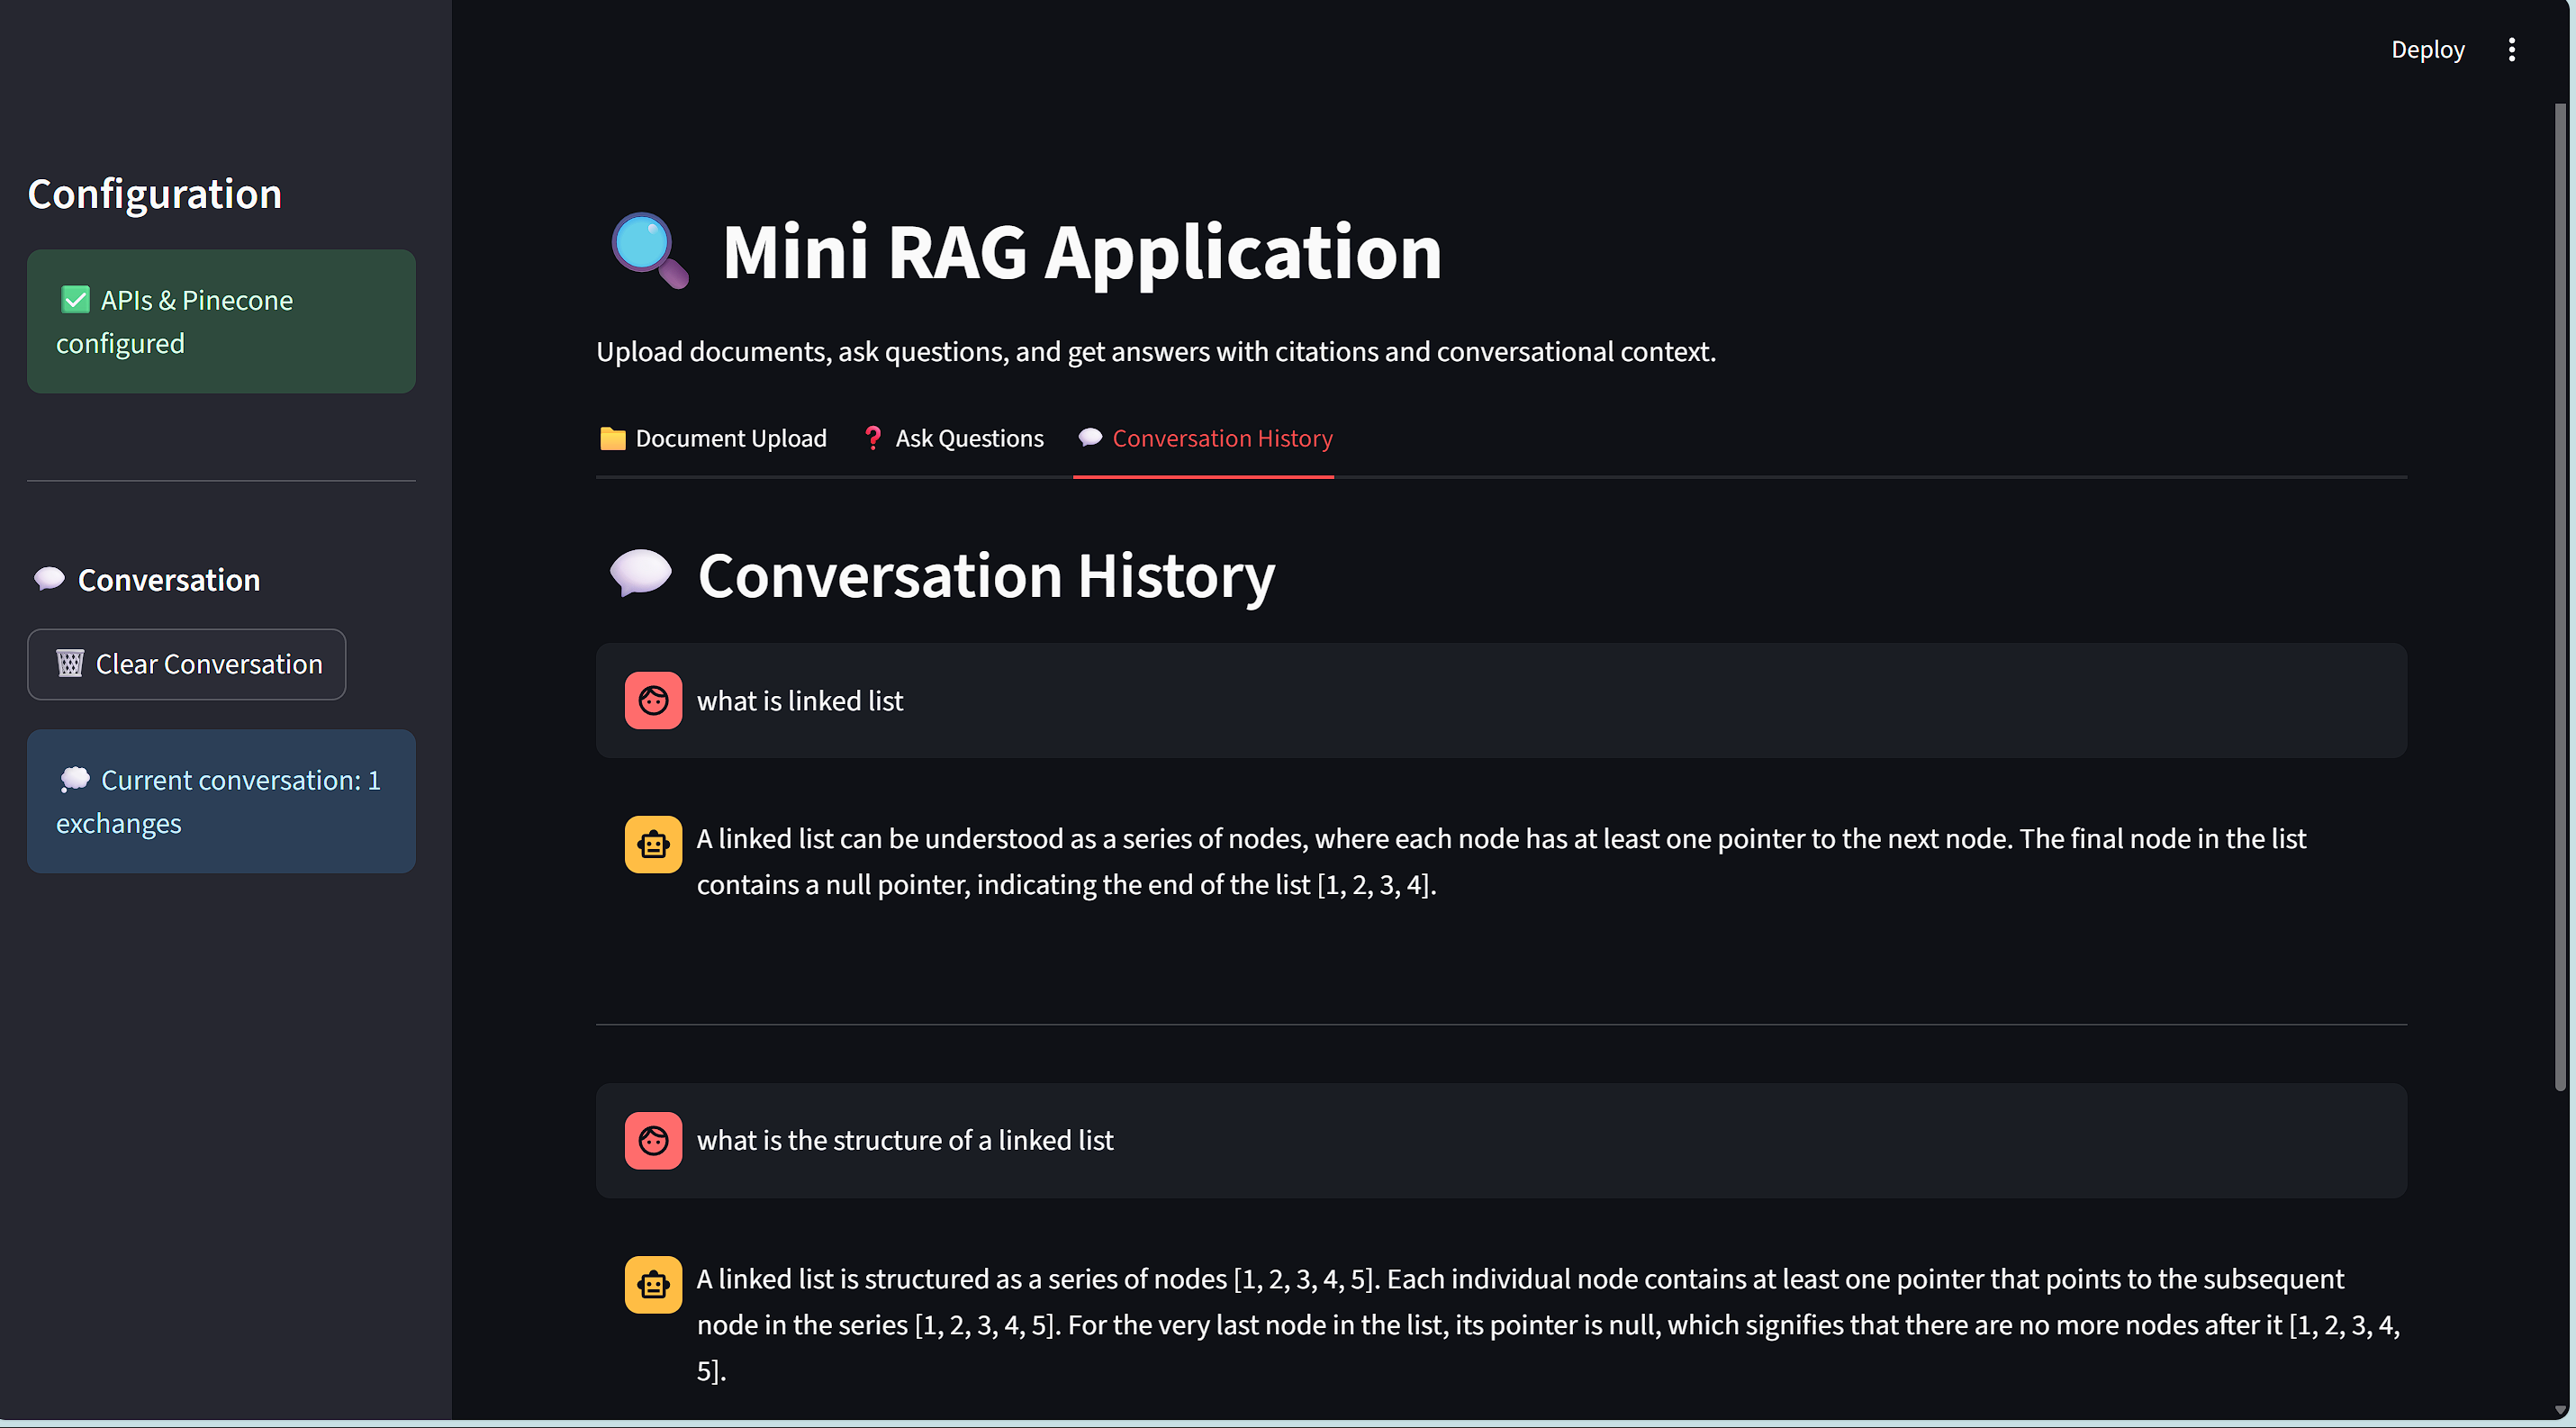 Deploy
Configuration
✅ APIs & Pinecone
configured
💬 Conversation
🗑 Clear Conversation
💭 Current conversation: 1
exchanges
🔍 Mini RAG Application
Upload documents, ask questions, and get answers with citations and conversational context.
📁 Document Upload ❓ Ask Questions 💬 Conversation History
💬 Conversation History
what is linked list
A linked list can be understood as a series of nodes, where each node has at least one pointer to the next node. The final node in the list
contains a null pointer, indicating the end of the list [1, 2, 3, 4].
what is the structure of a linked list
A linked list is structured as a series of nodes [1, 2, 3, 4, 5]. Each individual node contains at least one pointer that points to the subsequent
node in the series [1, 2, 3, 4, 5]. For the very last node in the list, its pointer is null, which signifies that there are no more nodes after it [1, 2, 3, 4,
5].